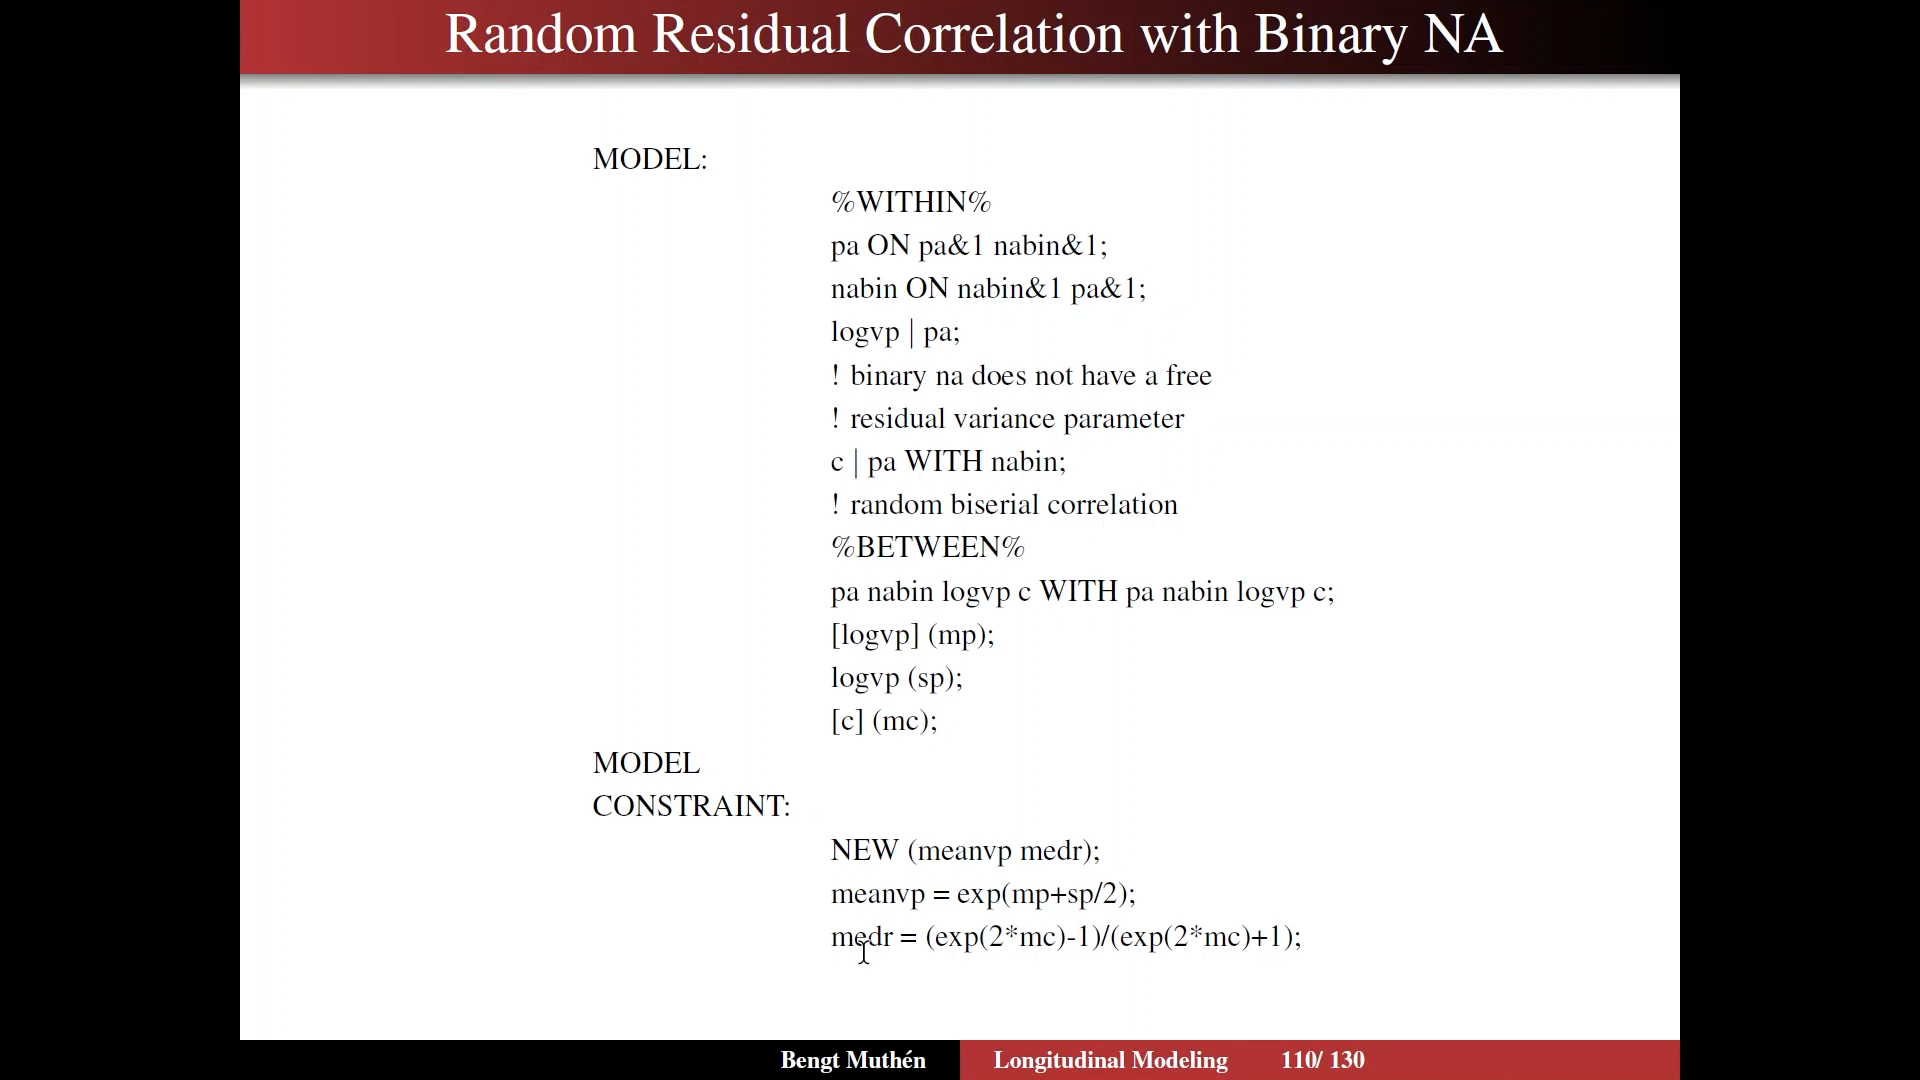 Random Residual Correlation with Binary NA
MODEL:
%WITHIN%
pa ON pa&1 nabin&1;
nabin ON nabin&1 pa&1;
logvp | pa;
! binary na does not have a free
! residual variance parameter
c | pa WITH nabin;
! random biserial correlation
%BETWEEN%
pa nabin logvp c WITH pa nabin logvp c;
[logvp] (mp);
logvp (sp);
[c] (mc);
MODEL
CONSTRAINT:
NEW (meanvp medr);
meanvp = exp(mp+sp/2);
medr = (exp(2*mc)-1)/(exp(2*mc)+1);
Bengt Muthén Longitudinal Modeling 110/ 130